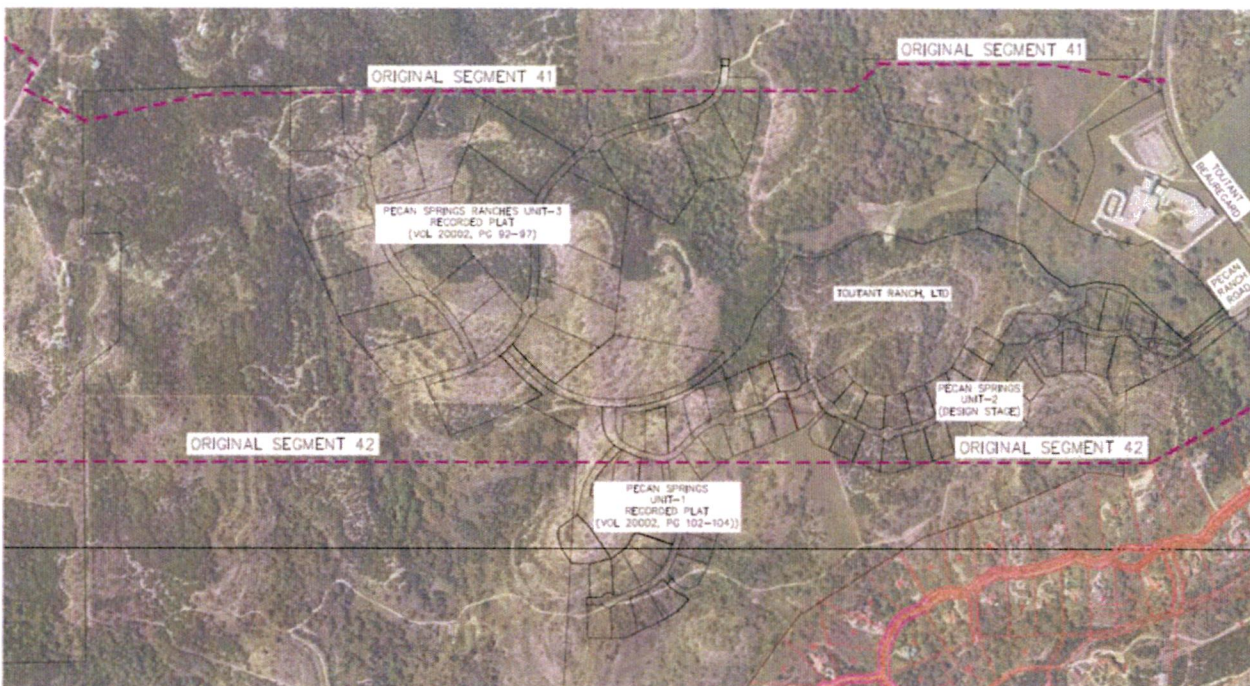 ORIGINAL SEGMENT 41
ORIGINAL SEGMENT 41
TOUTANT
BEAUREGARD
PECAN SPRINGS RANCHES UNIT-3
RECORDED PLAT
(VOL 20002, PG 92-97)
PECAN
RANCH
ROAD
TOUTANT RANCH, LTD
PECAN SPRINGS
UNIT-2
(DESIGN STAGE)
ORIGINAL SEGMENT 42
ORIGINAL SEGMENT 42
PECAN SPRINGS
UNIT-1
RECORDED PLAT
(VOL 20002, PG 102-104))